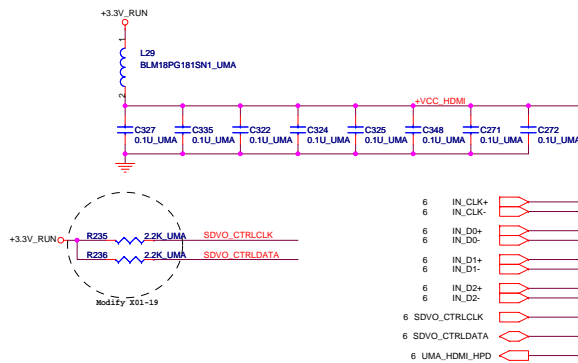 +3.3V_RUN
1
L29
BLM18PG181SN1_UMA
2
+VCC_HDMI
C327 C335 C322 C324 C325 C348 C271 C272
0.1U_UMA 0.1U_UMA 0.1U_UMA 0.1U_UMA 0.1U_UMA 0.1U_UMA 0.1U_UMA 0.1U_UMA
R235 2.2K_UMA SDVO_CTRLCLK
+3.3V_RUN
R236 2.2K_UMA SDVO_CTRLDATA
Modify X01-19
6 IN_CLK+
6 IN_CLK-
6 IN_D0+
6 IN_D0-
6 IN_D1+
6 IN_D1-
6 IN_D2+
6 IN_D2-
6 SDVO_CTRLCLK
6 SDVO_CTRLDATA
6 UMA_HDMI_HPD